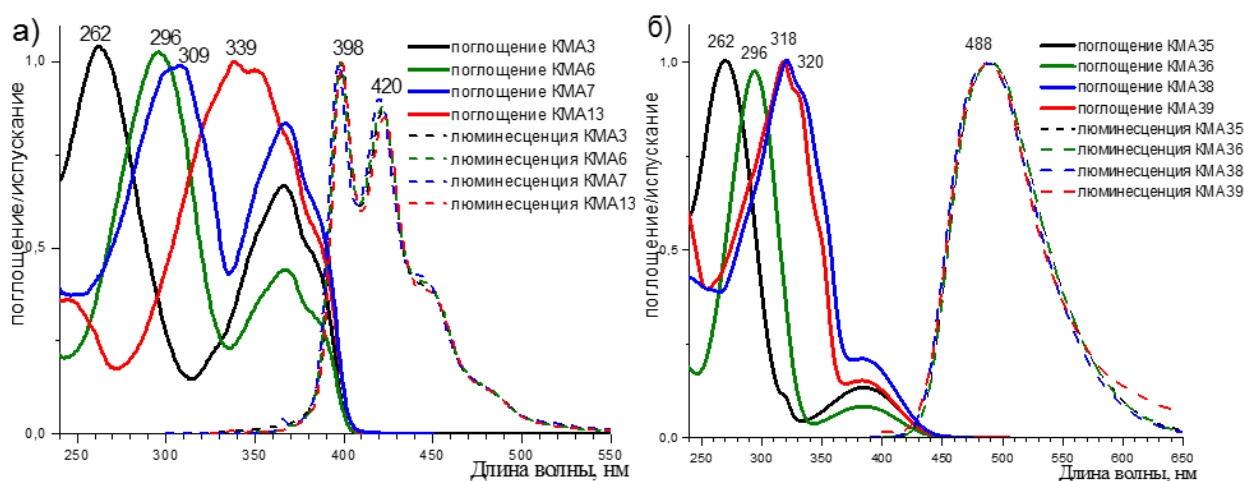 а)
262
296
309
339
398
420
поглощение КМА3
поглощение КМА6
поглощение КМА7
поглощение КМА13
люминесценция КМА3
люминесценция КМА6
люминесценция КМА7
люминесценция КМА13
поглощение/испускание
1,0
,5
0,0
250
300
350
400
450
500
550
Длина волны, нм
б)
262
296
318
320
488
поглощение КМА35
поглощение КМА36
поглощение КМА38
поглощение КМА39
люминесценция КМА35
люминесценция КМА36
люминесценция КМА38
люминесценция КМА39
поглощение/испускание
1,0
0,5
0,0
250
300
350
400
450
500
550
600
650
Длина волны, нм